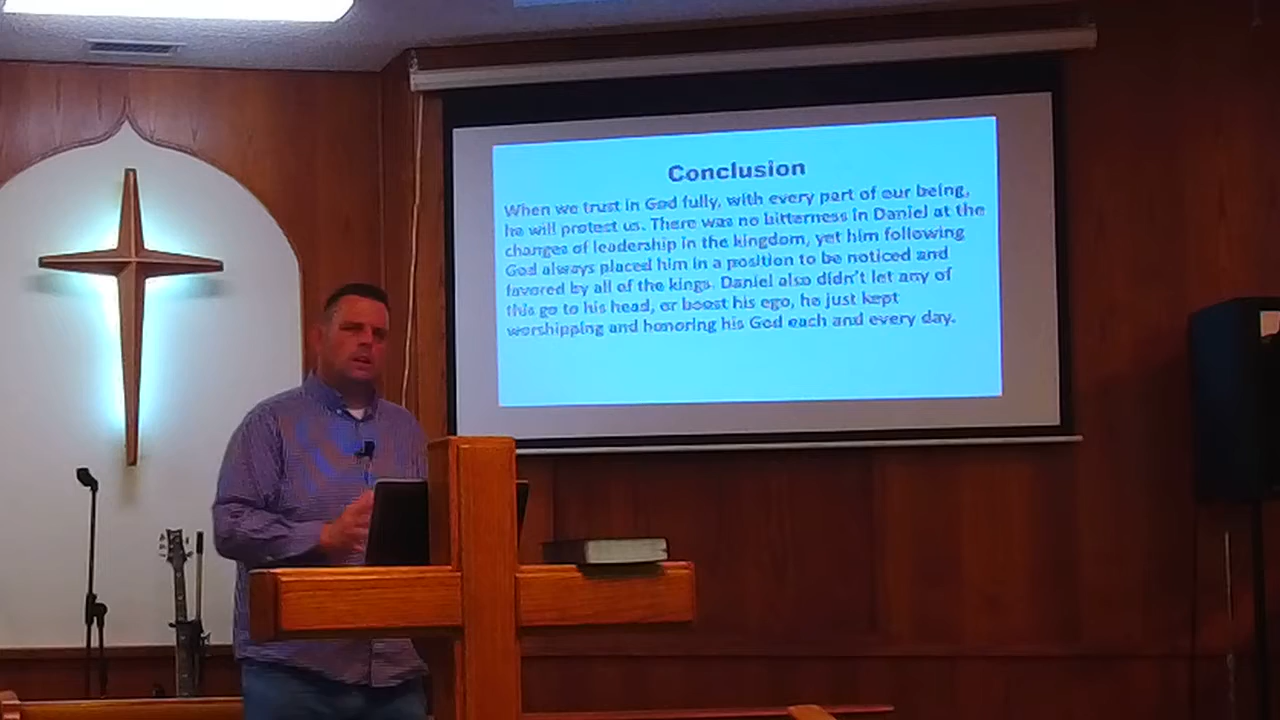 Conclusion
When we trust in God fully, with every part of our being,
he will protest us. There was no bitterness in Daniel at the
changes of leadership in the kingdom, yet him following
God always placed him in a position to be noticed and
favored by all of the kings. Daniel also didn't let any of
this go to his head, or boost his ego, he just kept
worshipping and honoring his God each and every day.